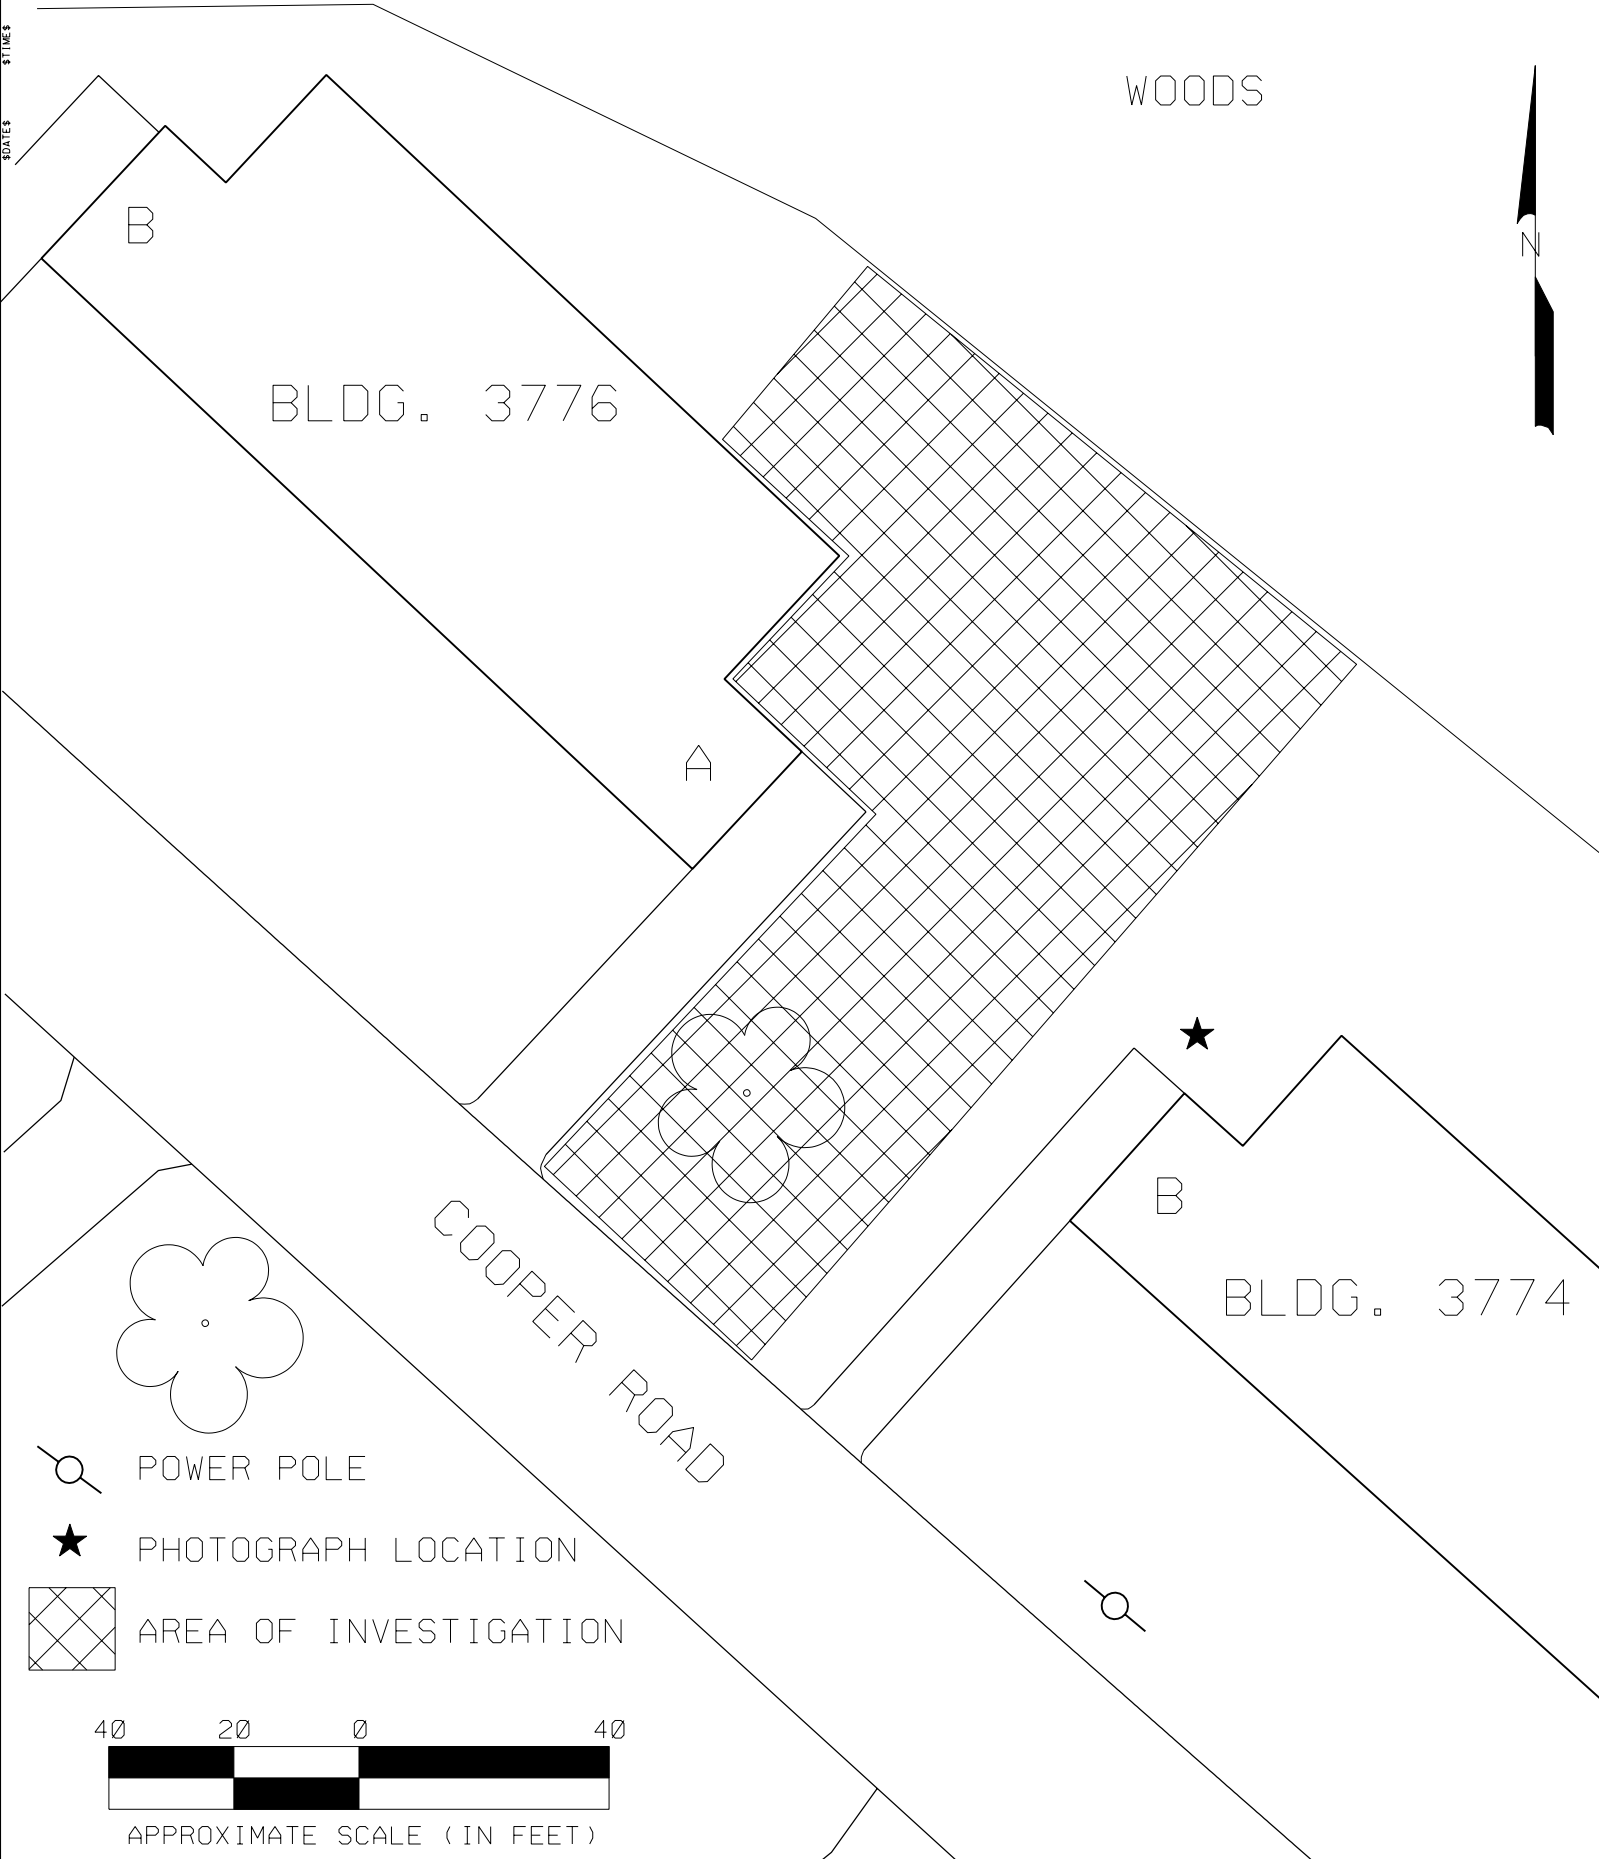 $TIME$
$DATE$
WOODS
N
B
BLDG. 3776
A
B
BLDG. 3774
COOPER ROAD
POWER POLE
PHOTOGRAPH LOCATION
AREA OF INVESTIGATION
40 20 0 40
APPROXIMATE SCALE (IN FEET)